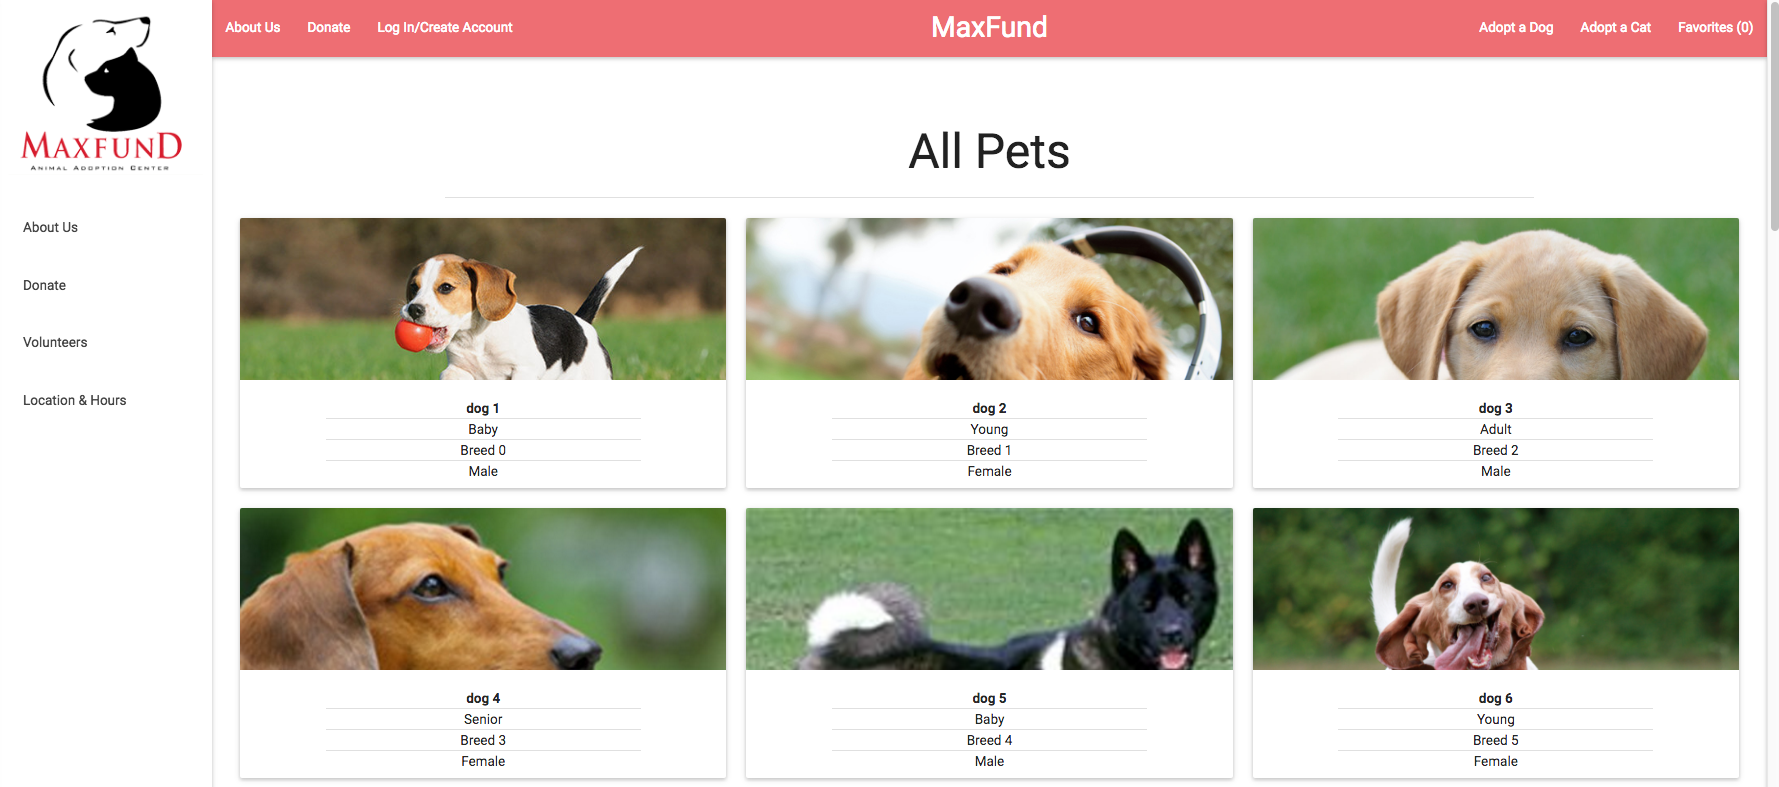 MAXFUND
ANIMAL ADOPTION CENTER
About Us
Donate
Volunteers
Location & Hours
About Us Donate Log In/Create Account MaxFund Adopt a Dog Adopt a Cat Favorites (0)
All Pets
dog 1
Baby
Breed 0
Male
dog 2
Young
Breed 1
Female
dog 3
Adult
Breed 2
Male
dog 4
Senior
Breed 3
Female
dog 5
Baby
Breed 4
Male
dog 6
Young
Breed 5
Female